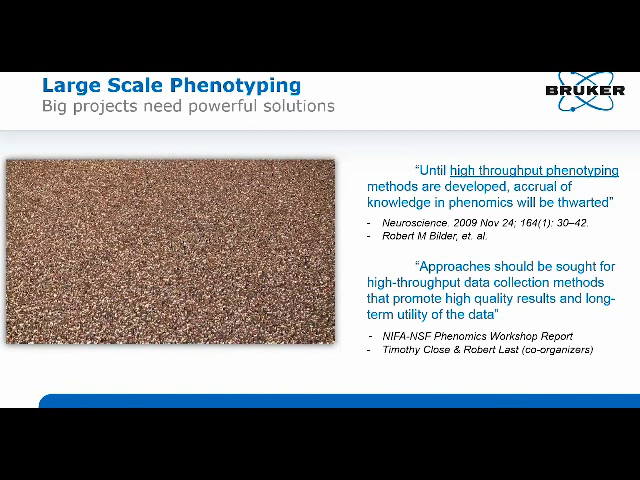 Large Scale Phenotyping
Big projects need powerful solutions
BRUKER
“Until high throughput phenotyping
methods are developed, accrual of
knowledge in phenomics will be thwarted”
- Neuroscience. 2009 Nov 24; 164(1): 30–42.
- Robert M Bilder, et. al.
“Approaches should be sought for
high-throughput data collection methods
that promote high quality results and long-
term utility of the data”
- NIFA-NSF Phenomics Workshop Report
- Timothy Close & Robert Last (co-organizers)